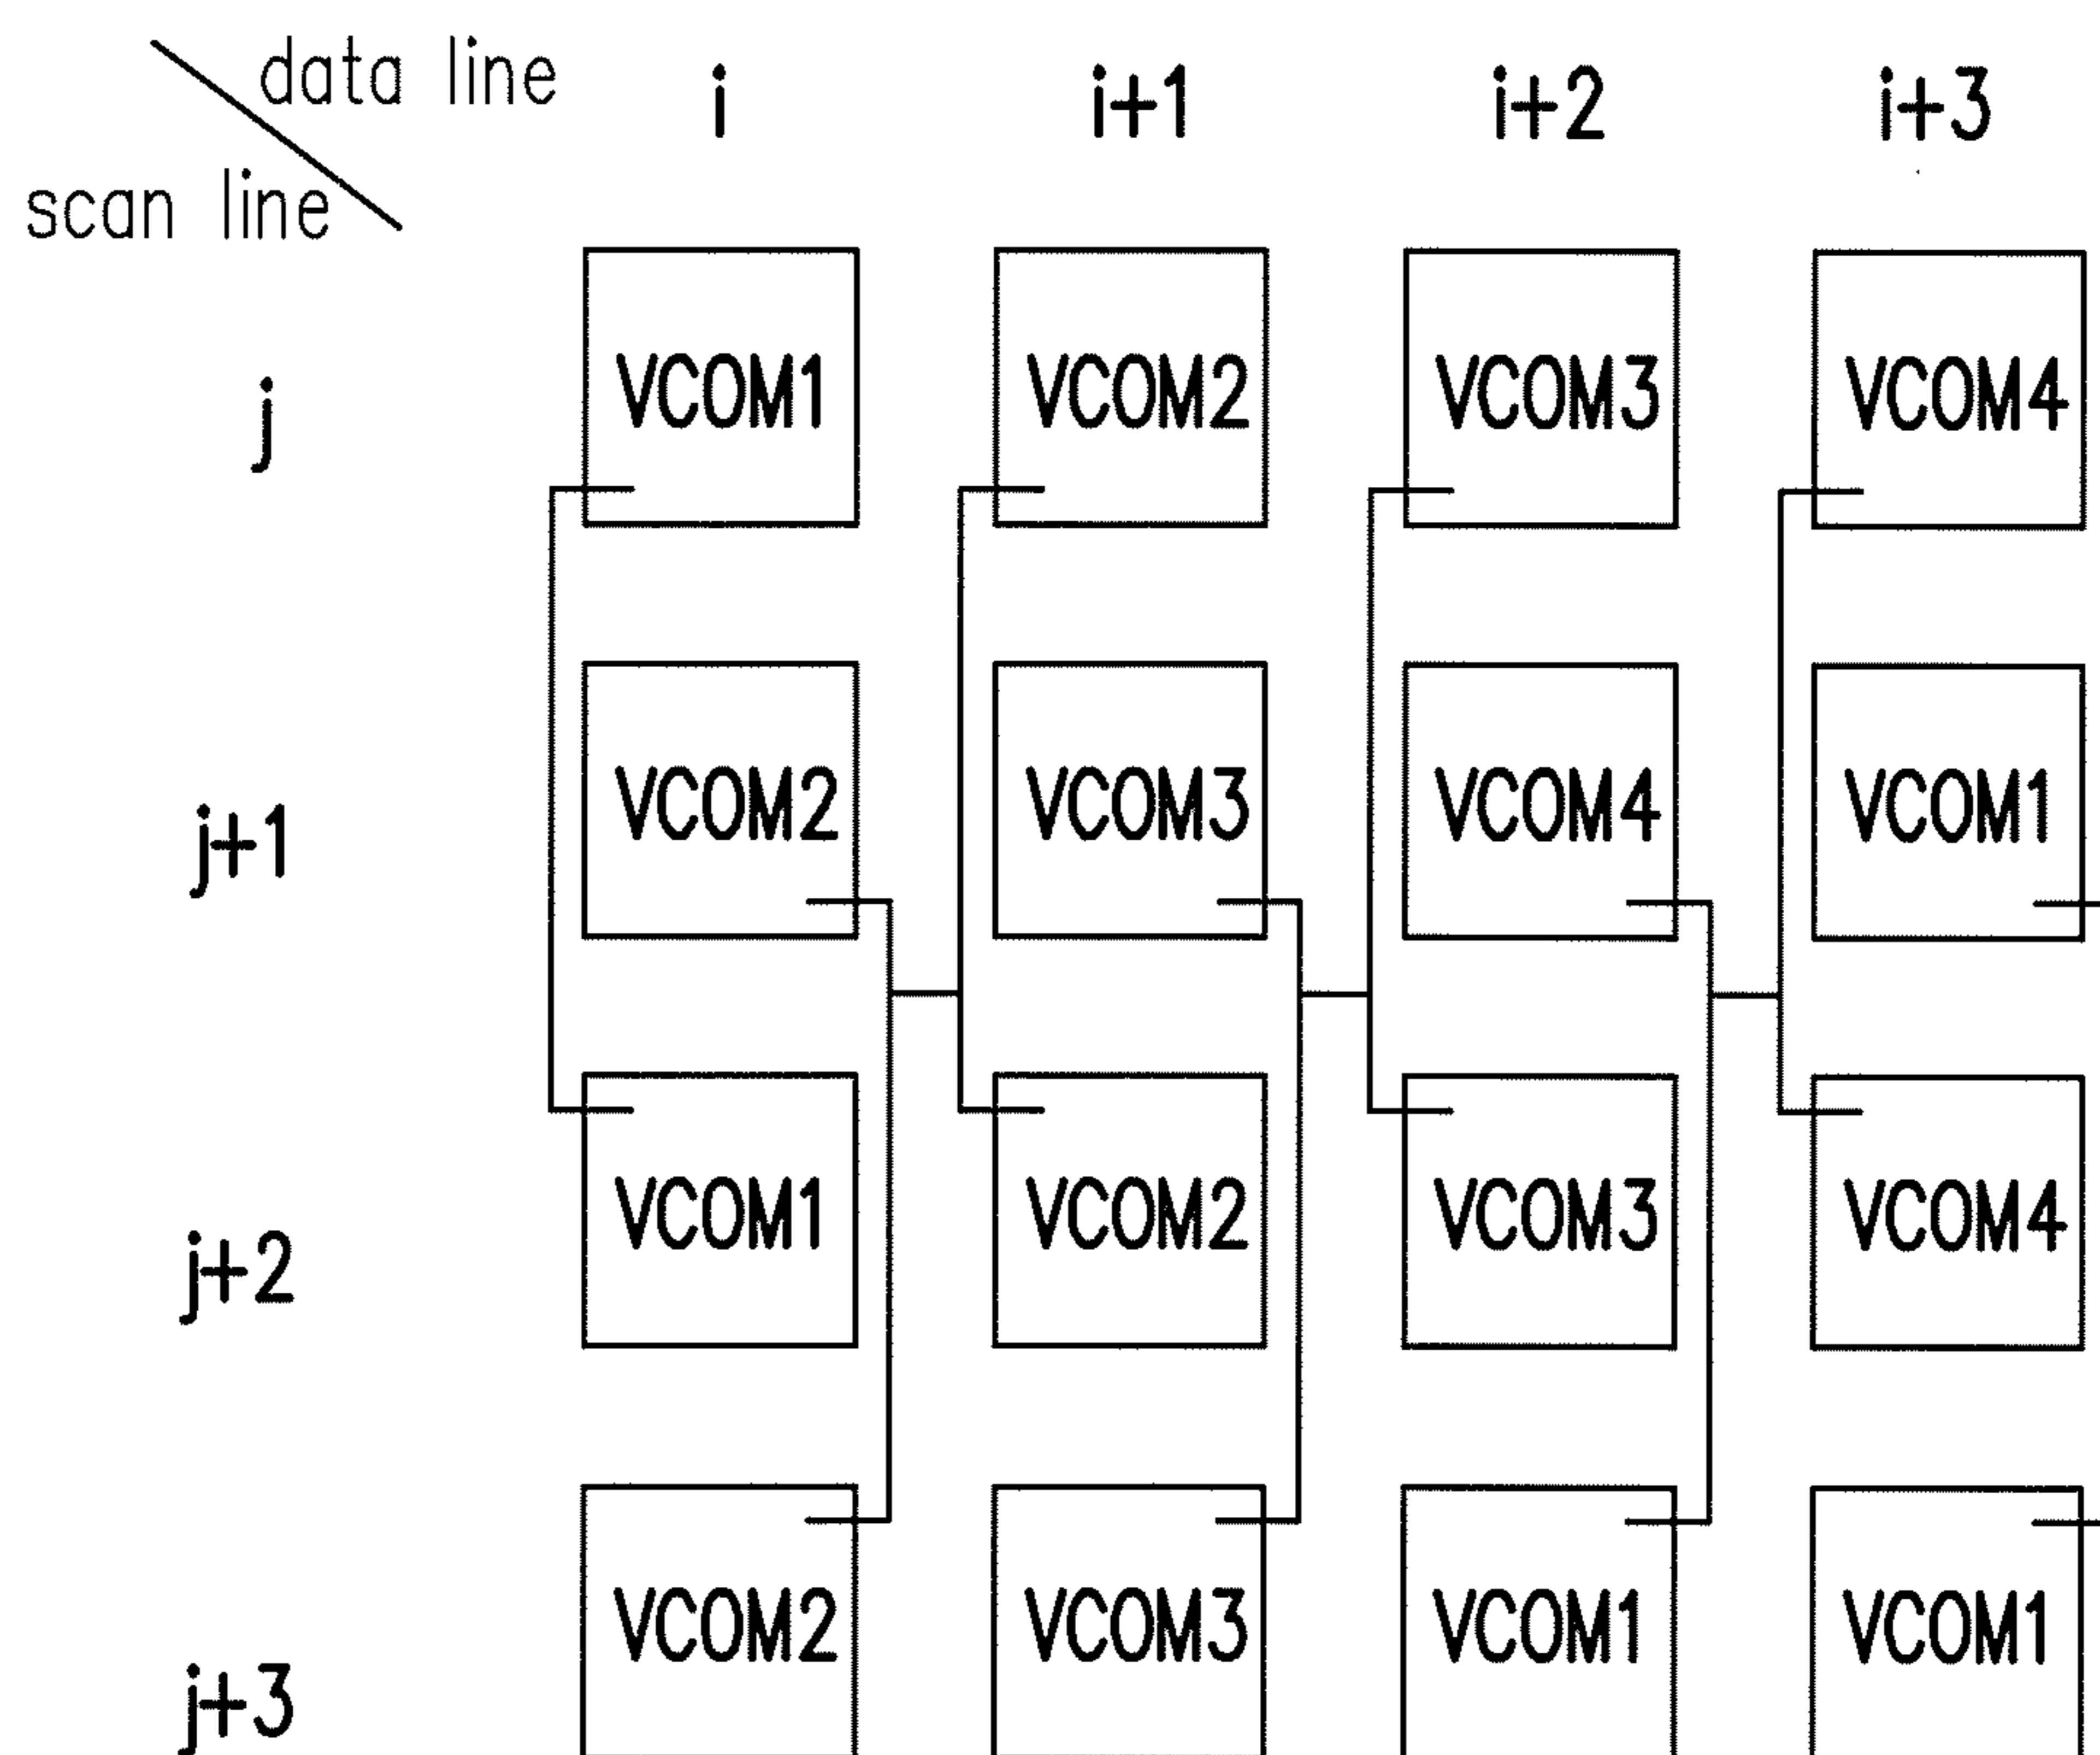 data line i i+1 i+2 i+3
scan line
j VCOM1 VCOM2 VCOM3 VCOM4
j+1 VCOM2 VCOM3 VCOM4 VCOM1
j+2 VCOM1 VCOM2 VCOM3 VCOM4
j+3 VCOM2 VCOM3 VCOM1 VCOM1